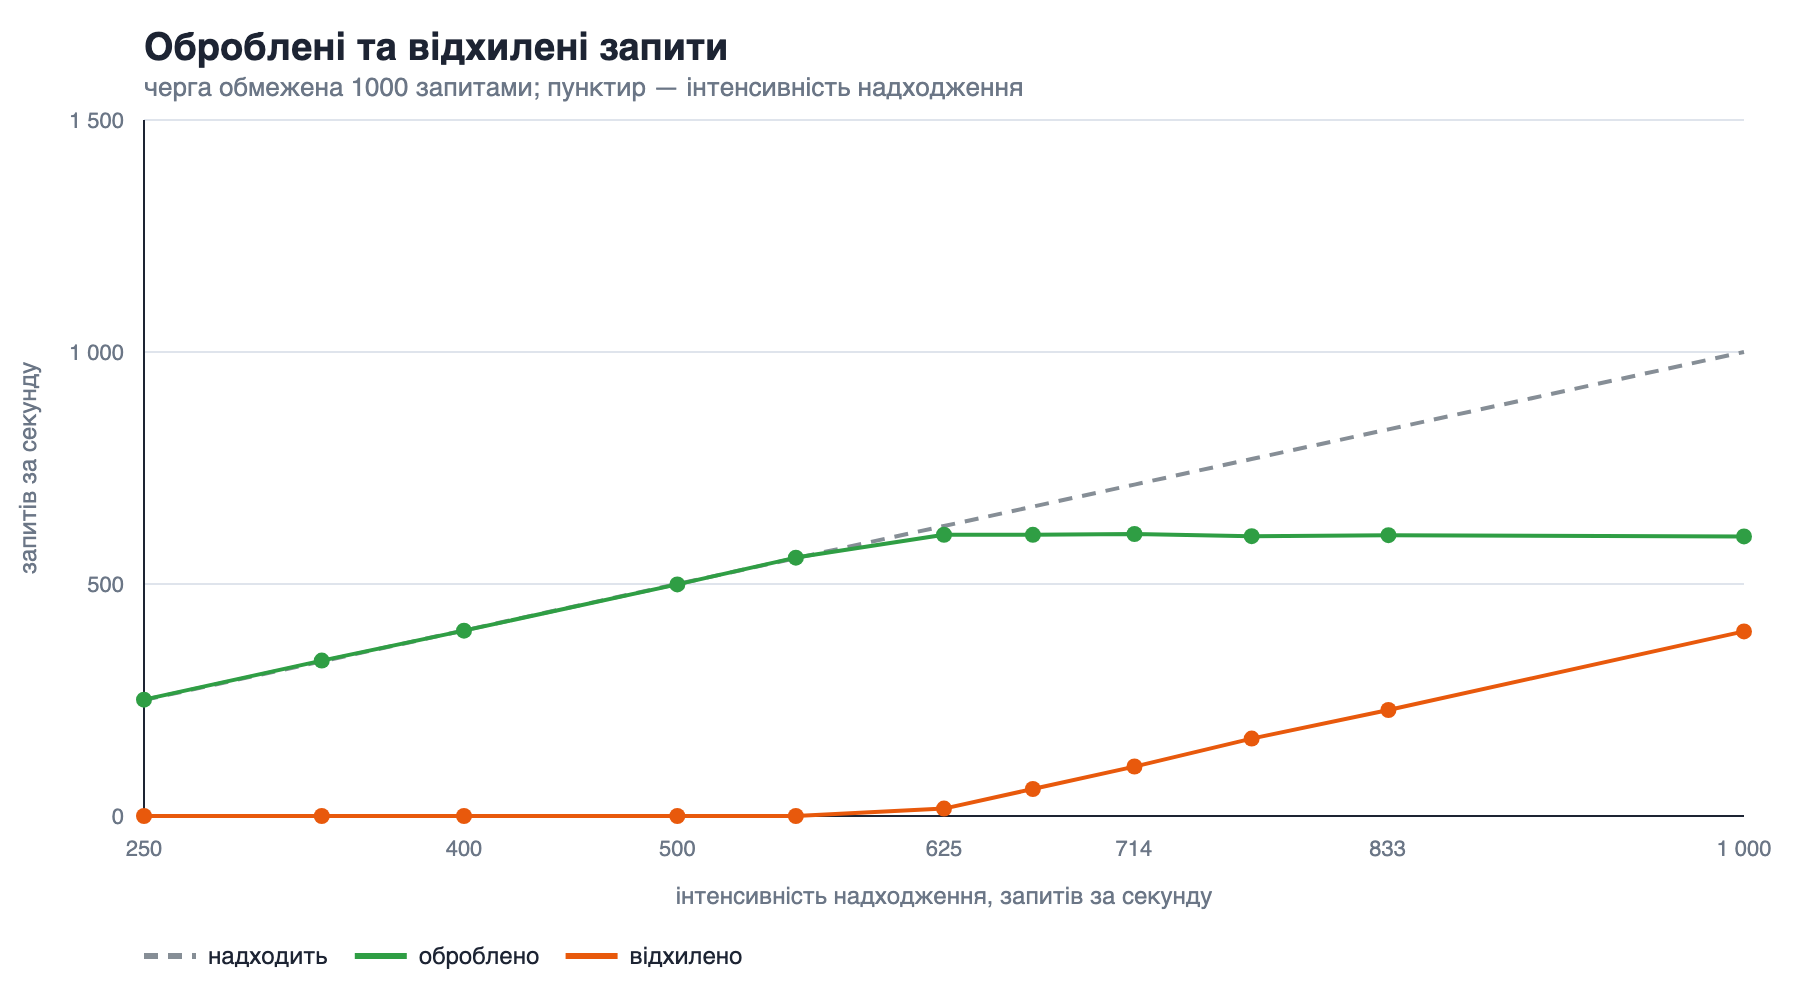 Оброблені та відхилені запити
черга обмежена 1000 запитами; пунктир — інтенсивність надходження
1 500
1 000
500
0
запитів за секунду
250 400 500 625 714 833 1 000
інтенсивність надходження, запитів за секунду
надходить оброблено відхилено